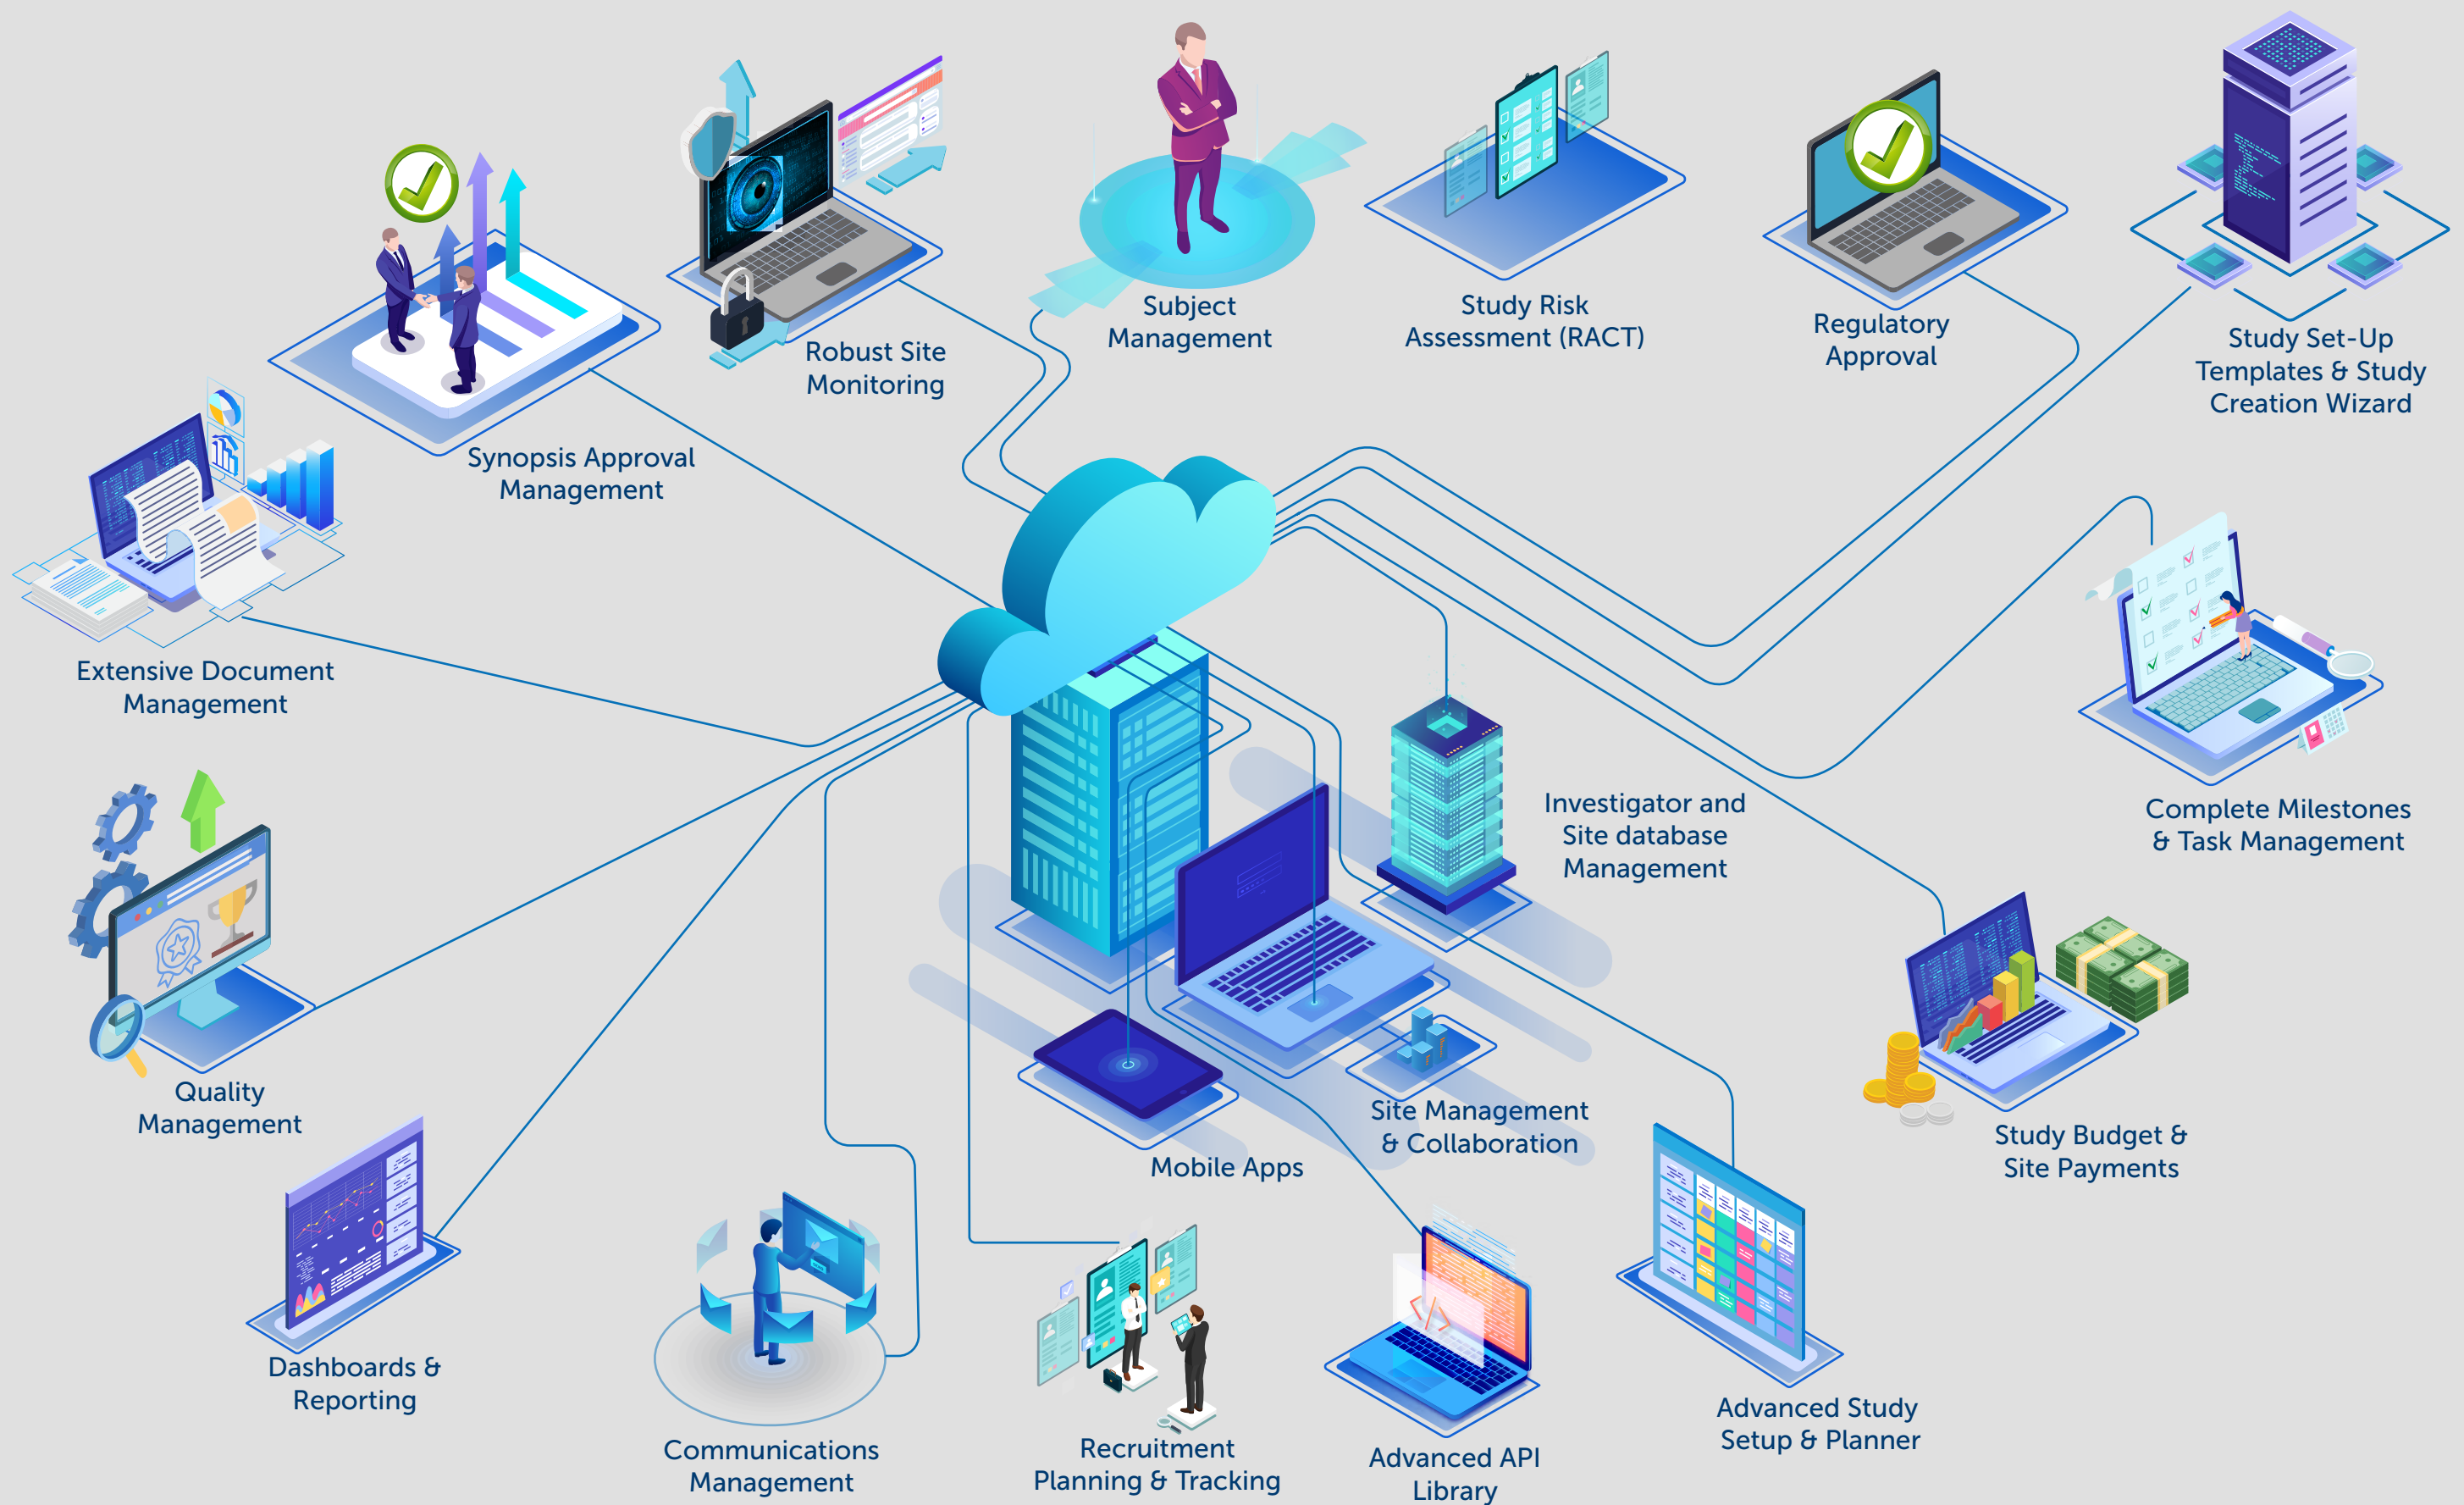 Subject
Management
Study Risk
Assessment (RACT)
Regulatory
Approval
Study Set-Up
Templates & Study
Creation Wizard
Robust Site
Monitoring
Synopsis Approval
Management
Extensive Document
Management
Investigator and
Site database
Management
Complete Milestones
& Task Management
Quality
Management
Site Management
& Collaboration
Mobile Apps
Study Budget &
Site Payments
Dashboards &
Reporting
Communications
Management
Recruitment
Planning & Tracking
Advanced API
Library
Advanced Study
Setup & Planner